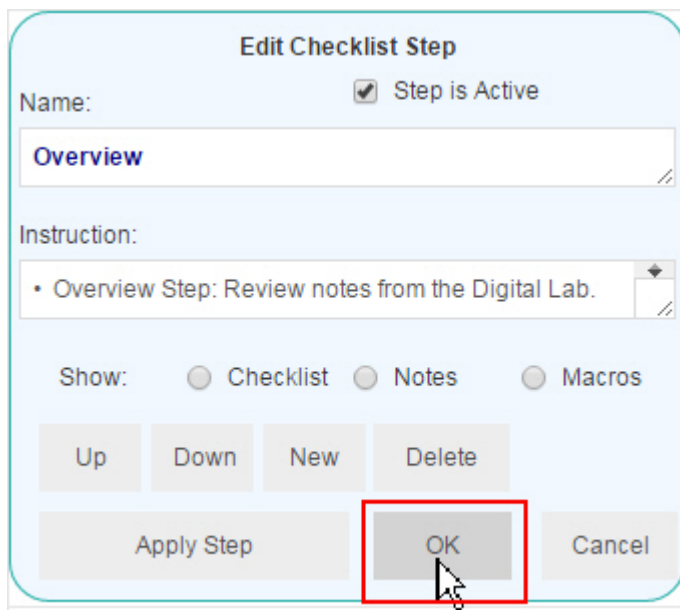 Edit Checklist Step
Name: Step is Active
Overview
Instruction:
• Overview Step: Review notes from the Digital Lab.
Show: Checklist Notes Macros
Up Down New Delete
Apply Step OK Cancel